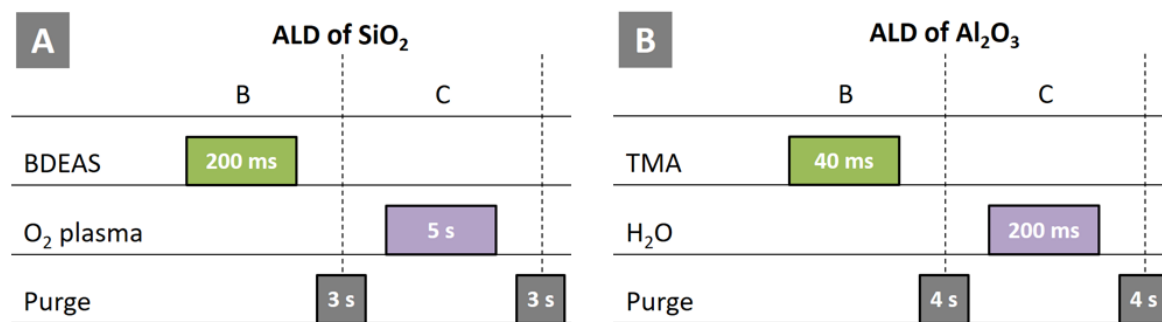 A
ALD of SiO₂
B C
BDEAS 200 ms
O₂ plasma 5 s
Purge 3 s 3 s
B
ALD of Al₂O₃
B C
TMA 40 ms
H₂O 200 ms
Purge 4 s 4 s